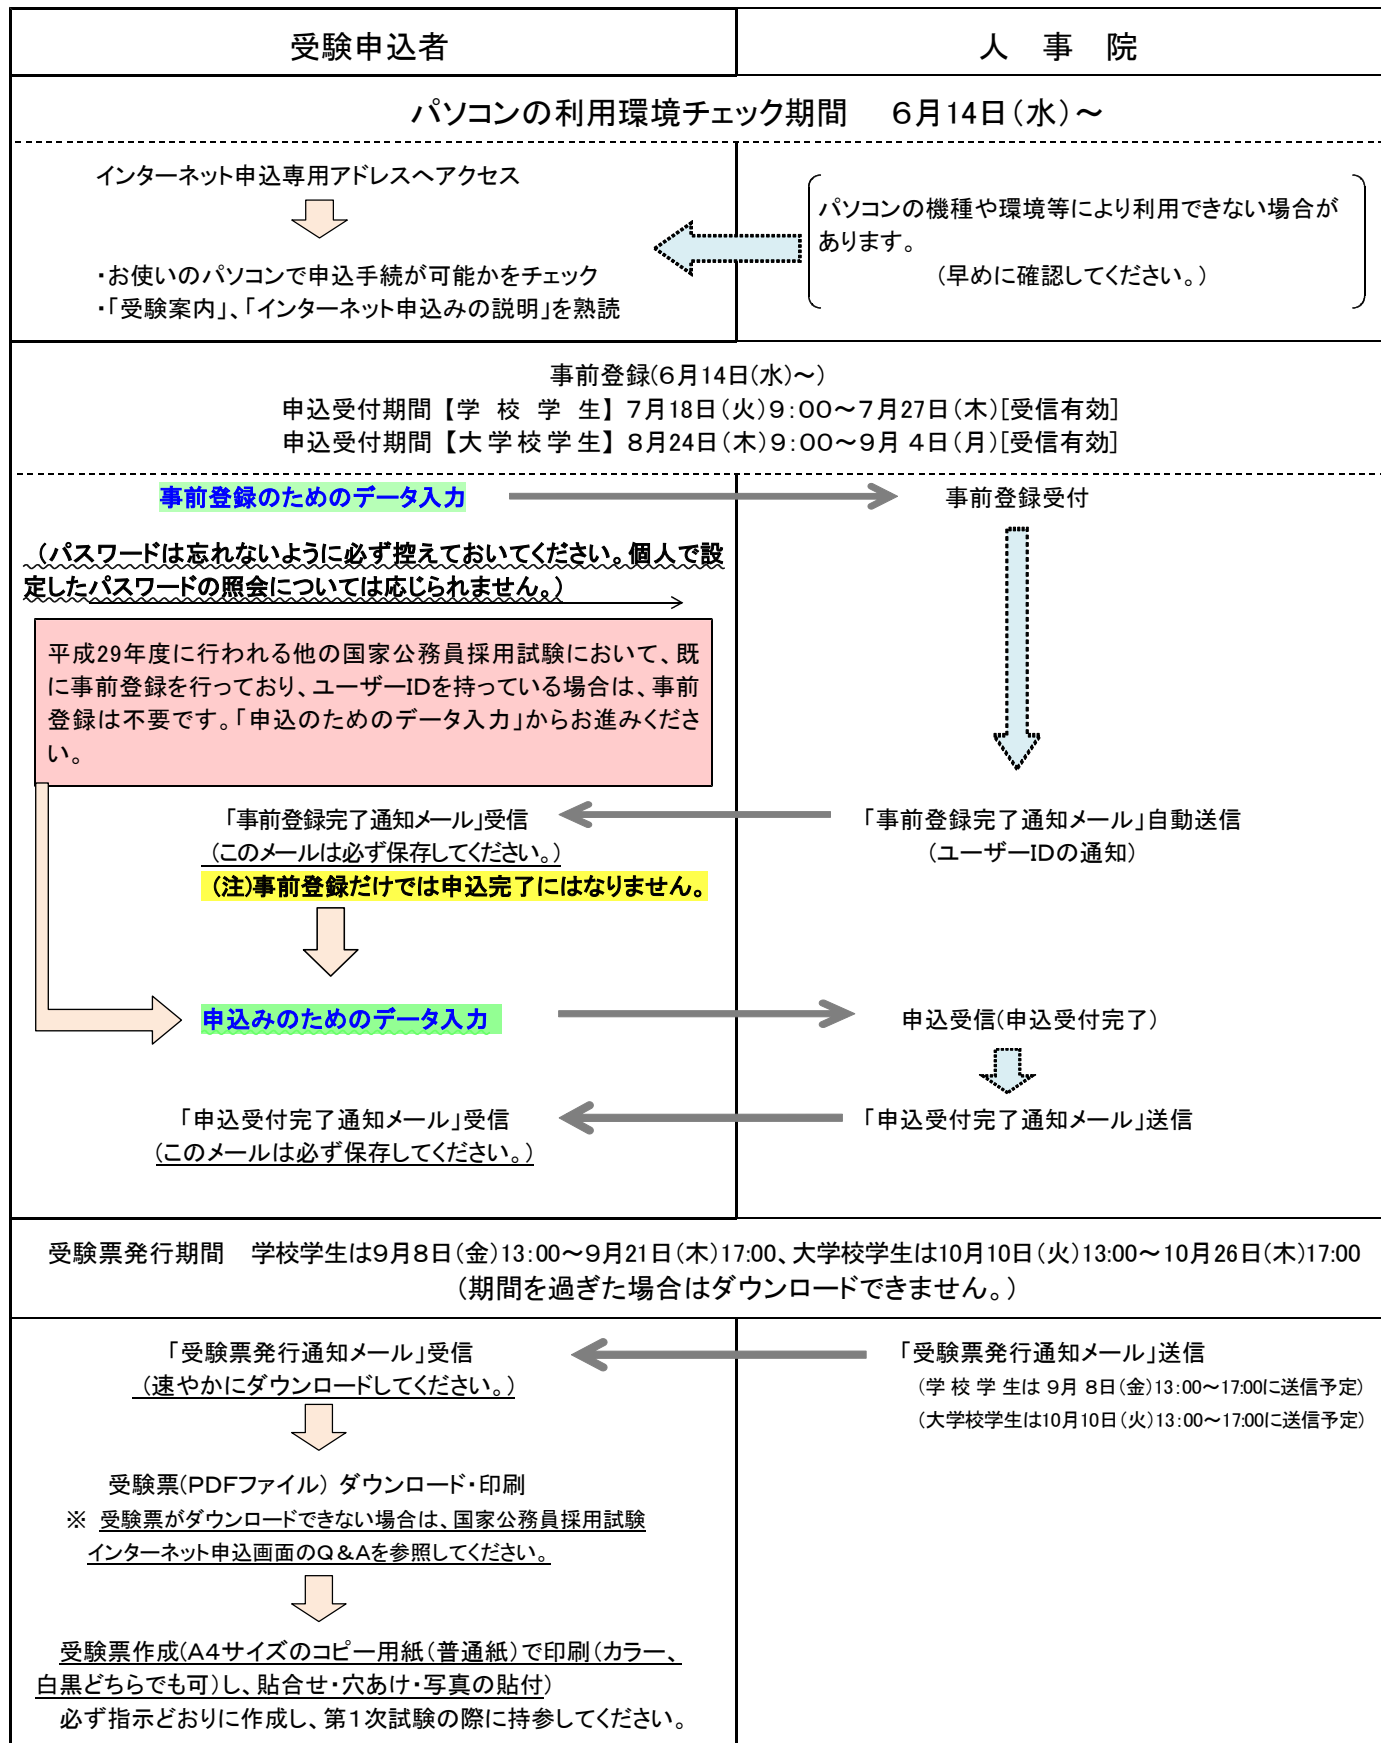 受験申込者
人　事　院
パソコンの利用環境チェック期間　６月14日（水）～
インターネット申込専用アドレスへアクセス
パソコンの機種や環境等により利用できない場合が
あります。
（早めに確認してください。）
・お使いのパソコンで申込手続が可能かをチェック
・「受験案内」、「インターネット申込みの説明」を熟読
事前登録(６月14日(水)～)
申込受付期間【学 校 学 生】７月18日（火）９：００～７月27日（木）[受信有効]
申込受付期間【大学校学生】８月24日（木）９：００～９月 ４日（月）[受信有効]
事前登録のためのデータ入力
事前登録受付
（パスワードは忘れないように必ず控えておいてください。個人で設
定したパスワードの照会については応じられません。）
平成29年度に行われる他の国家公務員採用試験において、既
に事前登録を行っており、ユーザーIDを持っている場合は、事前
登録は不要です。「申込のためのデータ入力」からお進みくださ
い。
「事前登録完了通知メール」受信
「事前登録完了通知メール」自動送信
（このメールは必ず保存してください。）
（ユーザーIDの通知）
(注)事前登録だけでは申込完了にはなりません。
申込みのためのデータ入力
申込受信(申込受付完了）
「申込受付完了通知メール」受信
「申込受付完了通知メール」送信
（このメールは必ず保存してください。）
受験票発行期間　学校学生は９月８日（金）13：00～９月21日（木）17：00、大学校学生は10月10日（火）13：00～10月26日（木）17：00
（期間を過ぎた場合はダウンロードできません。）
「受験票発行通知メール」受信
「受験票発行通知メール」送信
（速やかにダウンロードしてください。）
（学 校 学 生は ９月 ８日（金）13：00～17：00に送信予定）
（大学校学生は10月10日（火）13：00～17：00に送信予定）
受験票(ＰＤＦファイル） ダウンロード・印刷
※ 受験票がダウンロードできない場合は、国家公務員採用試験
インターネット申込画面のＱ＆Ａを参照してください。
受験票作成(Ａ４サイズのコピー用紙（普通紙）で印刷（カラー、
白黒どちらでも可）し、貼合せ・穴あけ・写真の貼付）
必ず指示どおりに作成し、第１次試験の際に持参してください。